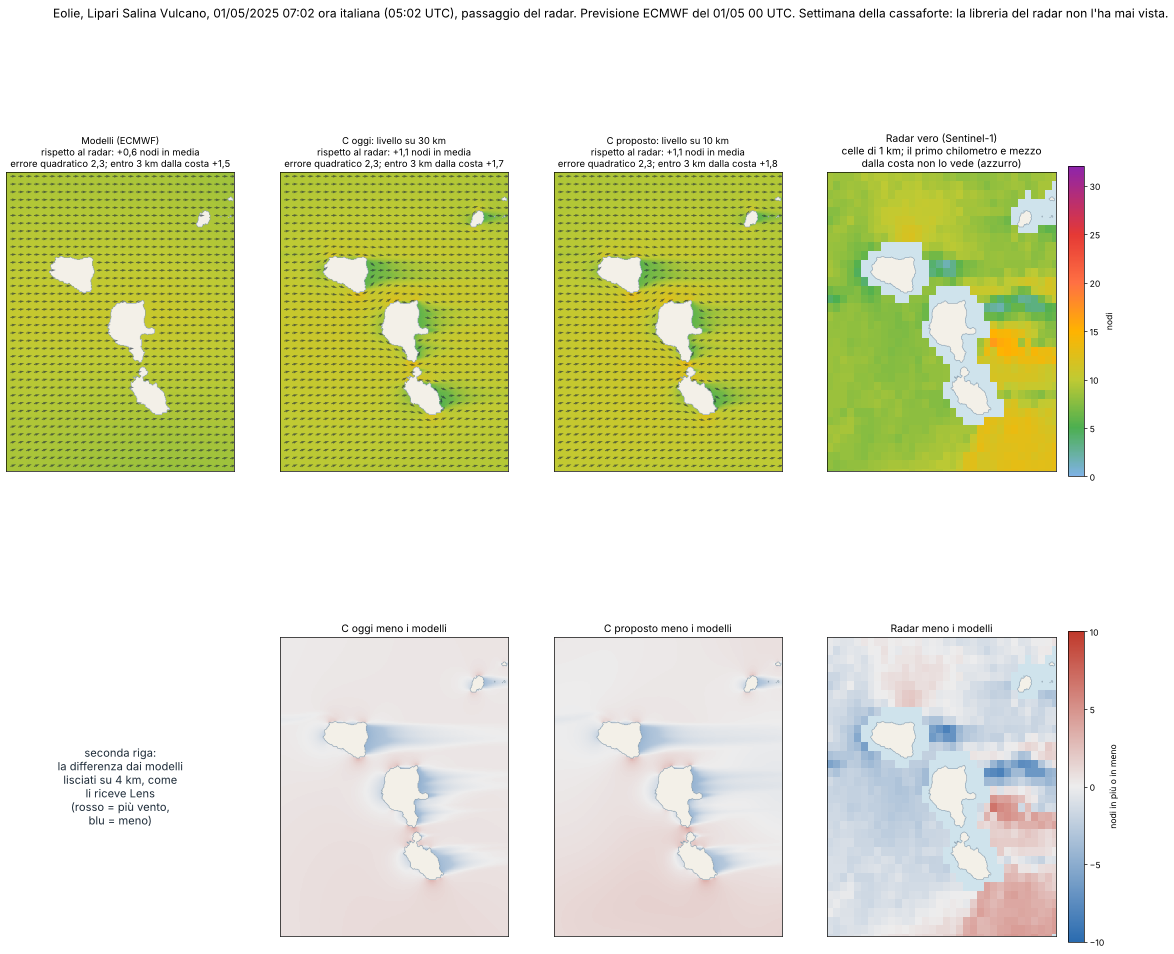 Eolie, Lipari Salina Vulcano, 01/05/2025 07:02 ora italiana (05:02 UTC), passaggio del radar. Previsione ECMWF del 01/05 00 UTC. Settimana della cassaforte: la libreria del radar non l'ha mai vista.
Modelli (ECMWF)
rispetto al radar: +0,6 nodi in media
errore quadratico 2,3; entro 3 km dalla costa +1,5
C oggi: livello su 30 km
rispetto al radar: +1,1 nodi in media
errore quadratico 2,3; entro 3 km dalla costa +1,7
C proposto: livello su 10 km
rispetto al radar: +1,1 nodi in media
errore quadratico 2,3; entro 3 km dalla costa +1,8
Radar vero (Sentinel-1)
celle di 1 km; il primo chilometro e mezzo
dalla costa non lo vede (azzurro)
30
25
20
15
10
5
0
nodi
seconda riga:
la differenza dai modelli
lisciati su 4 km, come
li riceve Lens
(rosso = più vento,
blu = meno)
C oggi meno i modelli
C proposto meno i modelli
Radar meno i modelli
10
5
0
−5
−10
nodi in più o in meno